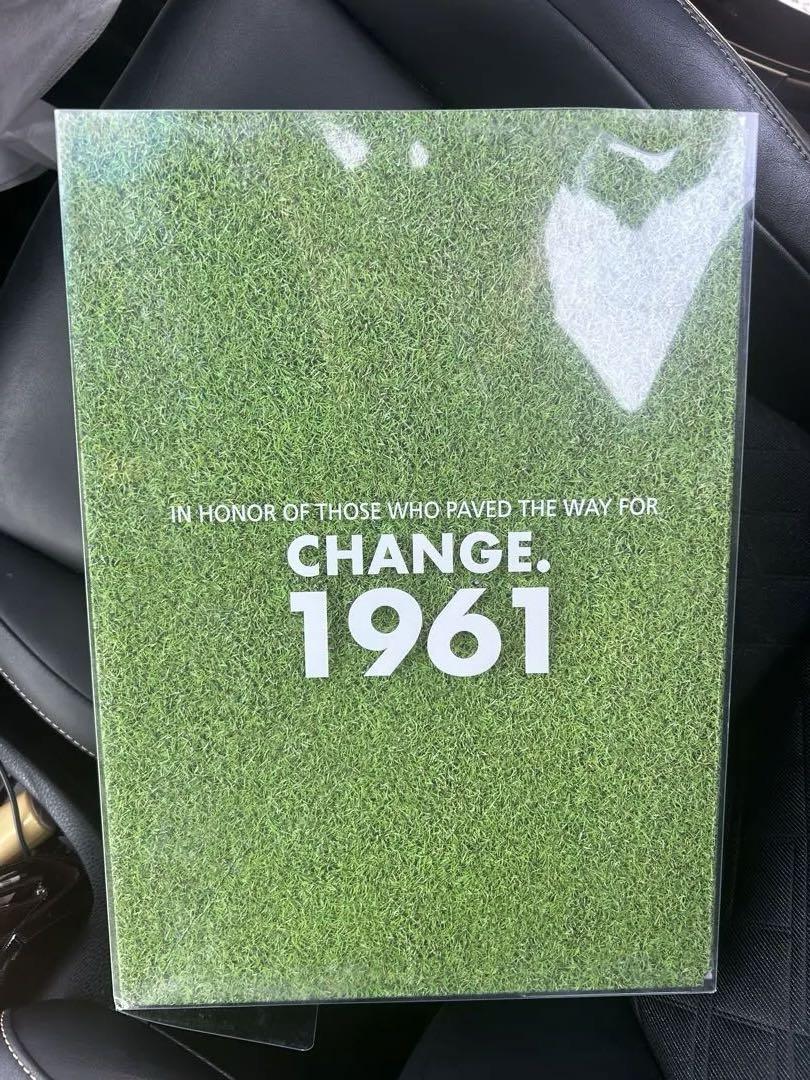 IN HONOR OF THOSE WHO PAVED THE WAY FOR
CHANGE.
1961